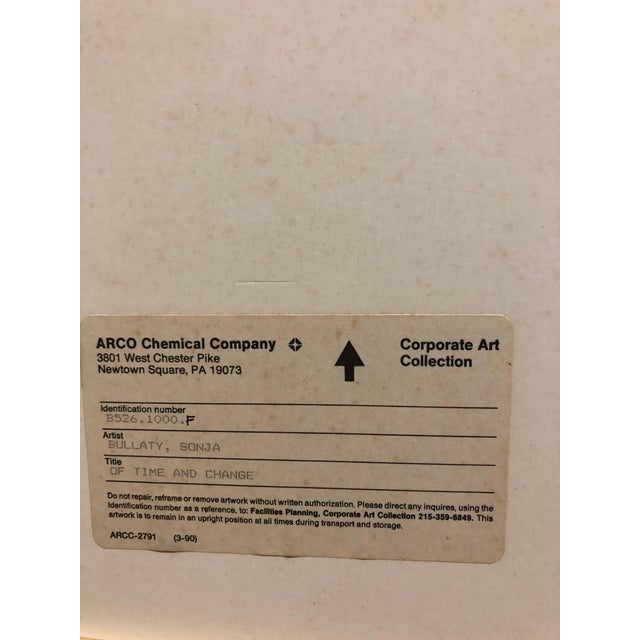 ARCO Chemical Company
3801 West Chester Pike
Newtown Square, PA 19073
Corporate Art
Collection
Identification number
B526.1000.F
Artist
BULLATY, SONJA
Title
OF TIME AND CHANGE
Do not repair, reframe or remove artwork without written authorization. Please direct any inquires, using the
Identification number as a reference, to: Facilities Planning, Corporate Art Collection 215-359-6849. This
artwork is to remain in an upright position at all times during transport and storage.
ARCC-2791 (3-90)